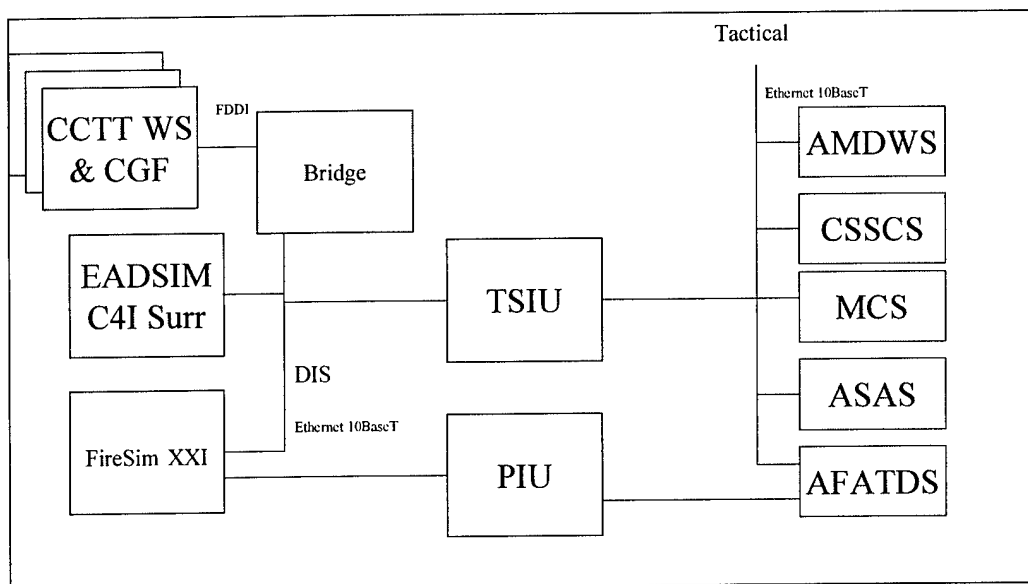 Tactical
Ethernet 10BaseT
FDDI
CCTT WS
& CGF
Bridge
AMDWS
CSSCS
EADSIM
C4I Surr
TSIU
MCS
DIS
ASAS
Ethernet 10BaseT
FireSim XXI
PIU
AFATDS